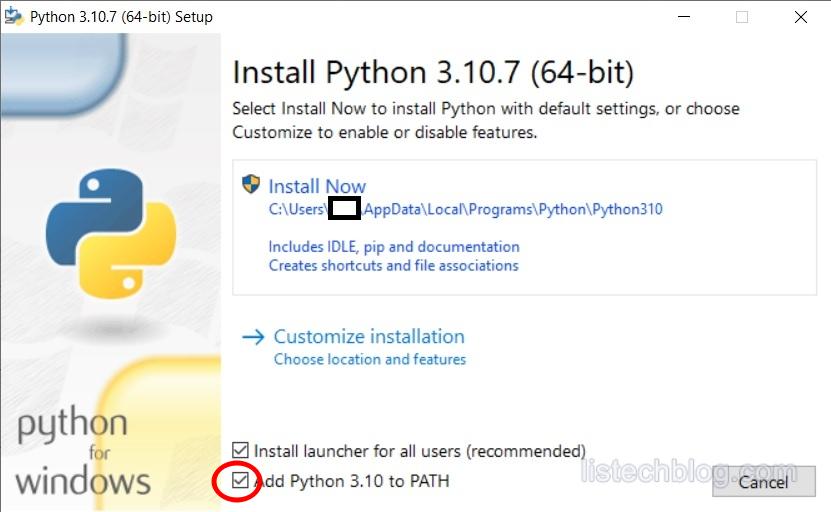 Python 3.10.7 (64-bit) Setup
Install Python 3.10.7 (64-bit)
Select Install Now to install Python with default settings, or choose
Customize to enable or disable features.
Install Now
C:\Users\ \AppData\Local\Programs\Python\Python310
Includes IDLE, pip and documentation
Creates shortcuts and file associations
Customize installation
Choose location and features
python
for
windows
Install launcher for all users (recommended)
Add Python 3.10 to PATH
listechblog.com
Cancel